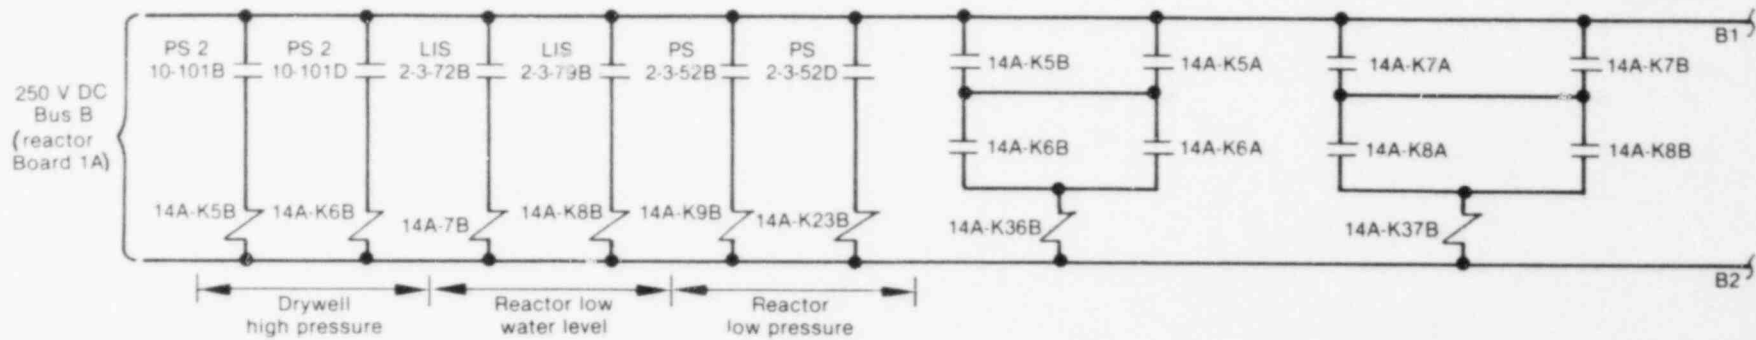 250 V DC
Bus B
(reactor
Board 1A)
PS 2
10-101B
PS 2
10-101D
LIS
2-3-72B
LIS
2-3-79B
PS
2-3-52B
PS
2-3-52D
14A-K5B
14A-K5A
14A-K7A
14A-K7B
B1
14A-K6B
14A-K6A
14A-K8A
14A-K8B
14A-K5B
14A-K6B
14A-7B
14A-K8B
14A-K9B
14A-K23B
14A-K36B
14A-K37B
B2
Drywell
high pressure
Reactor low
water level
Reactor
low pressure